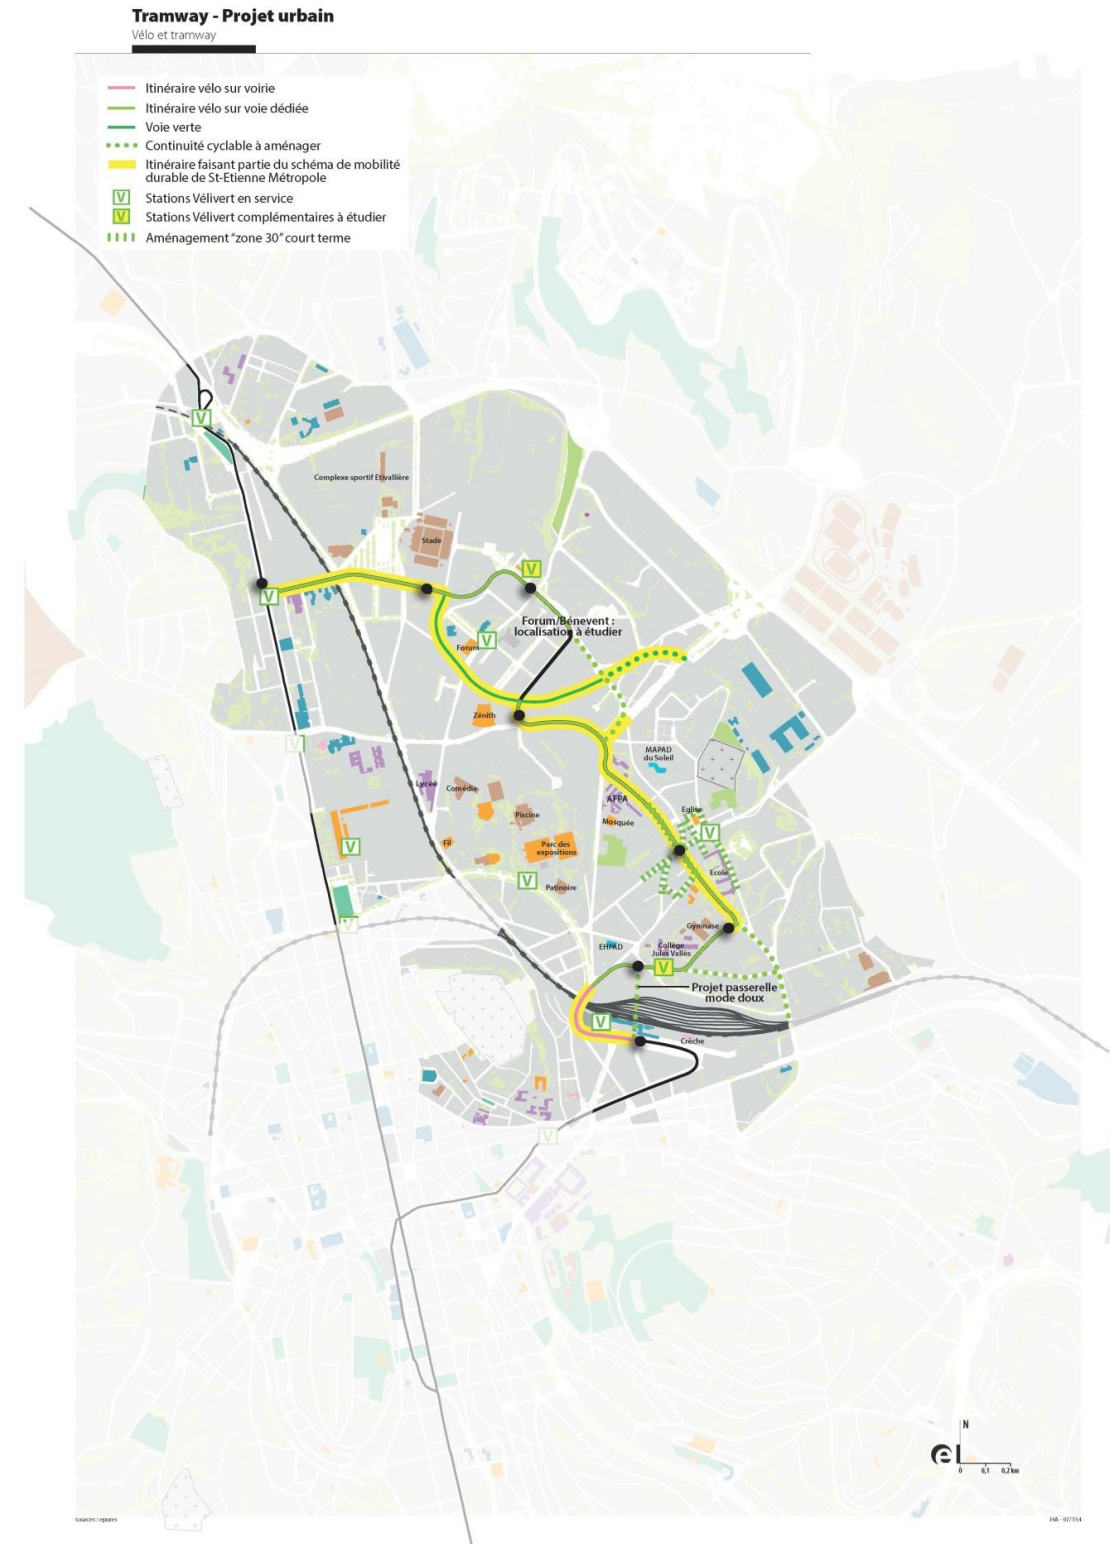 Tramway - Projet urbain
Vélo et tramway
Itinéraire vélo sur voirie
Itinéraire vélo sur voie dédiée
Voie verte
Continuité cyclable à aménager
Itinéraire faisant partie du schéma de mobilité
durable de St-Etienne Métropole
V Stations Vélivert en service
V Stations Vélivert complémentaires à étudier
Aménagement "zone 30" court terme
V
Complexe sportif Etivallière
Stade
V
V
Forum/Bénevent :
localisation à étudier
V
Forum
Zénith
V
MAPAD
du Soleil
Lycée
Comédie
AFPA
Eglise
Piscine
Mosquée
V
Fil
V
Parc des
expositions
Ecole
V
Patinoire
V
Gymnase
EHPAD
Collège
Jules Vallès
V
Projet passerelle
mode doux
V
Crèche
V
N
e
0 0,1 0,2 km
sources : epures
HA - 07/154